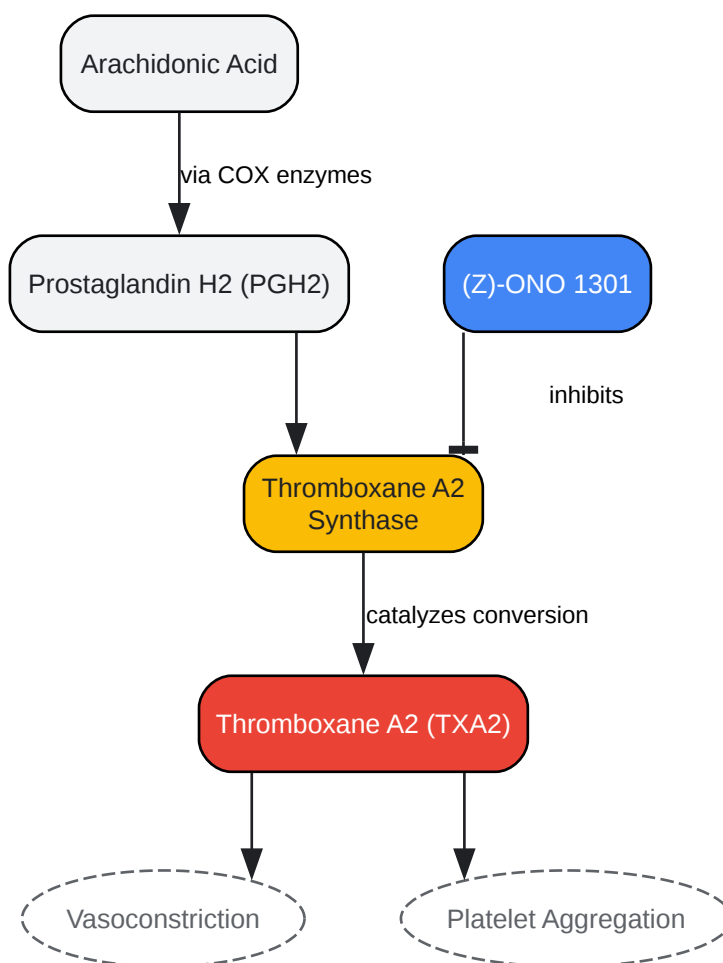 Arachidonic Acid
via COX enzymes
Prostaglandin H2 (PGH2)
(Z)-ONO 1301
inhibits
Thromboxane A2
Synthase
catalyzes conversion
Thromboxane A2 (TXA2)
Vasoconstriction
Platelet Aggregation